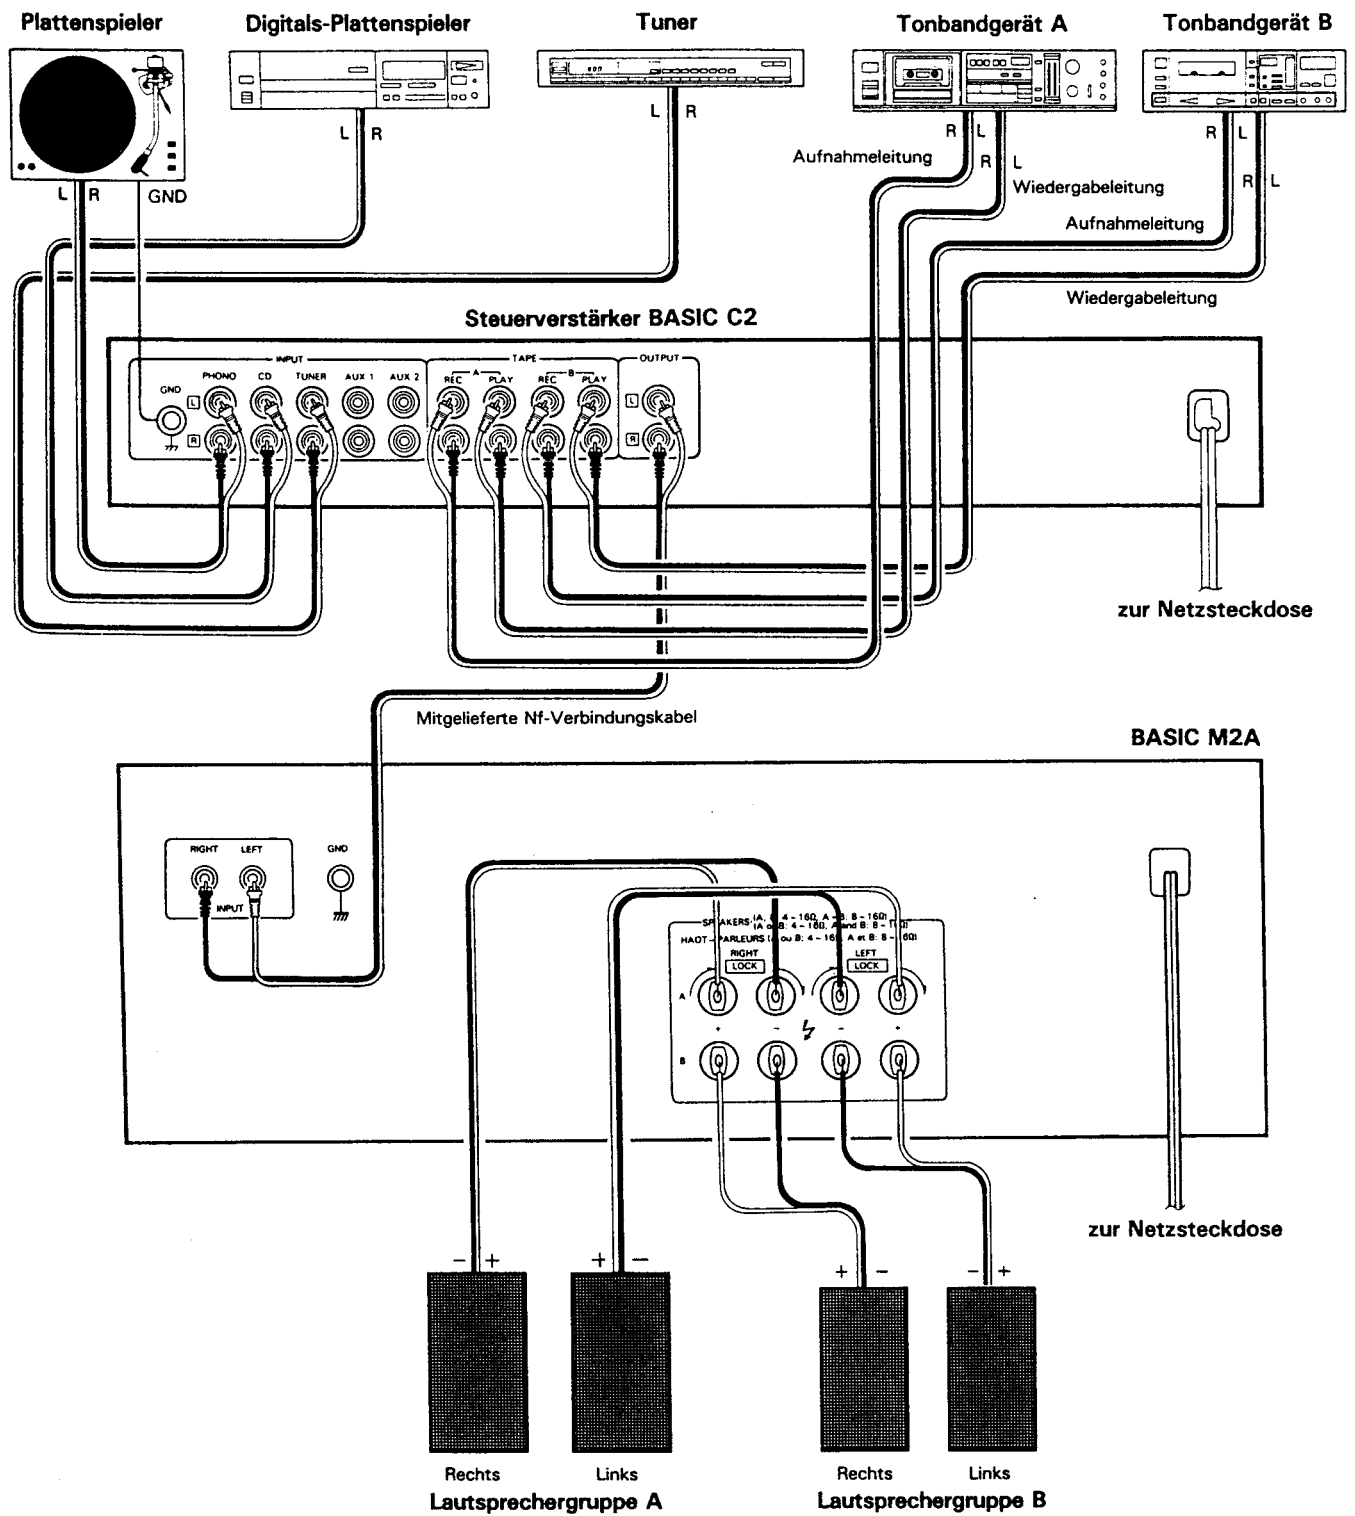 Plattenspieler
Digitals-Plattenspieler
Tuner
Tonbandgerät A
Tonbandgerät B
L R
GND
L R
L R
R L
R L
R L
R L
Aufnahmeleitung
Wiedergabeleitung
Aufnahmeleitung
Wiedergabeleitung
Steuerverstärker BASIC C2
INPUT
TAPE
OUTPUT
GND
PHONO
CD
TUNER
AUX 1
AUX 2
A
REC
PLAY
B
REC
PLAY
L
R
L
R
zur Netzsteckdose
Mitgelieferte Nf-Verbindungskabel
BASIC M2A
RIGHT
LEFT
INPUT
GND
RIGHT
LOCK
LEFT
LOCK
A
+ − − +
B
zur Netzsteckdose
− +
+ −
+ −
− +
Rechts
Links
Lautsprechergruppe A
Rechts
Links
Lautsprechergruppe B